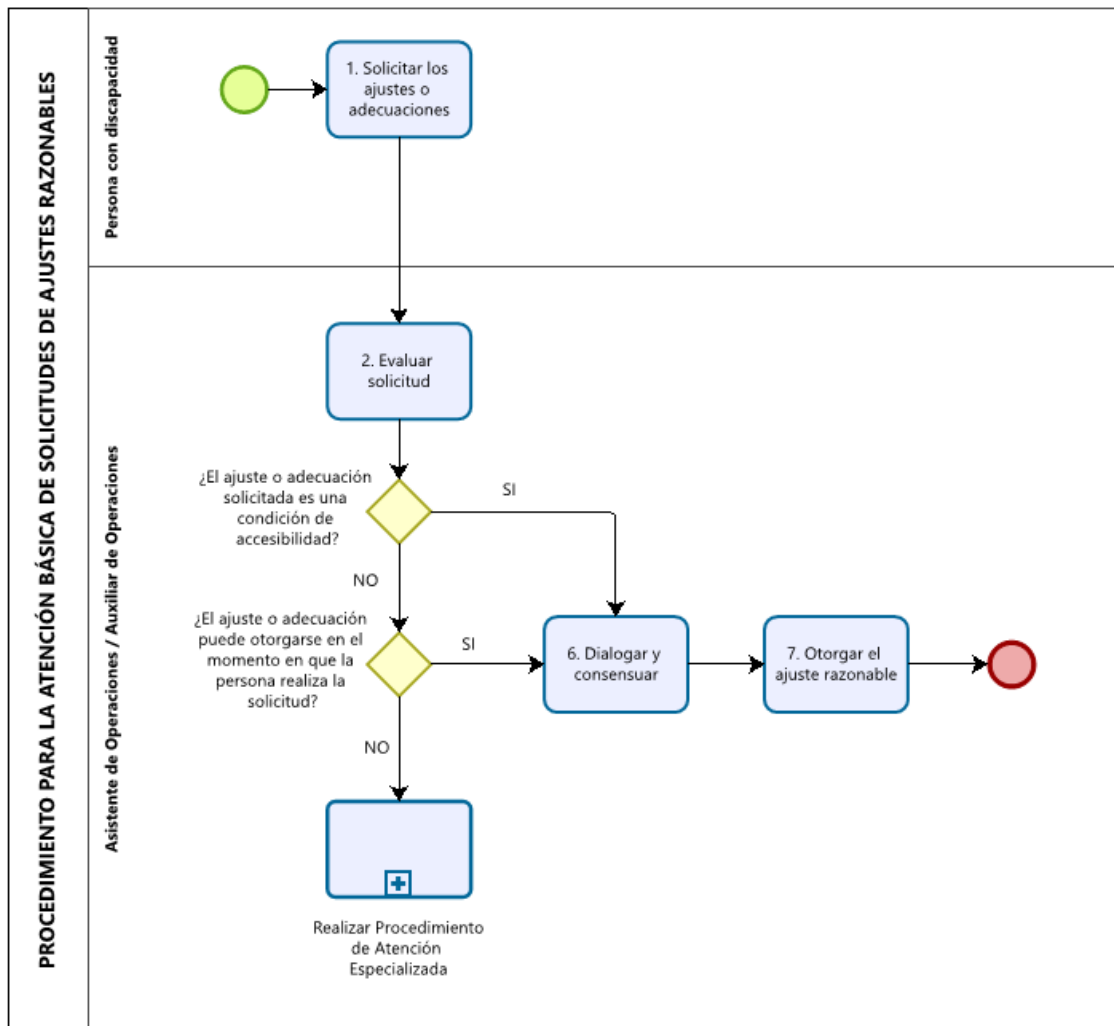 PROCEDIMIENTO PARA LA ATENCIÓN BÁSICA DE SOLICITUDES DE AJUSTES RAZONABLES
Persona con discapacidad
1. Solicitar los
ajustes o
adecuaciones
Asistente de Operaciones / Auxiliar de Operaciones
2. Evaluar
solicitud
¿El ajuste o adecuación
solicitada es una
condición de
accesibilidad?
SI
NO
¿El ajuste o adecuación
puede otorgarse en el
momento en que la
persona realiza la
solicitud?
SI
6. Dialogar y
consensuar
7. Otorgar el
ajuste razonable
NO
Realizar Procedimiento
de Atención
Especializada